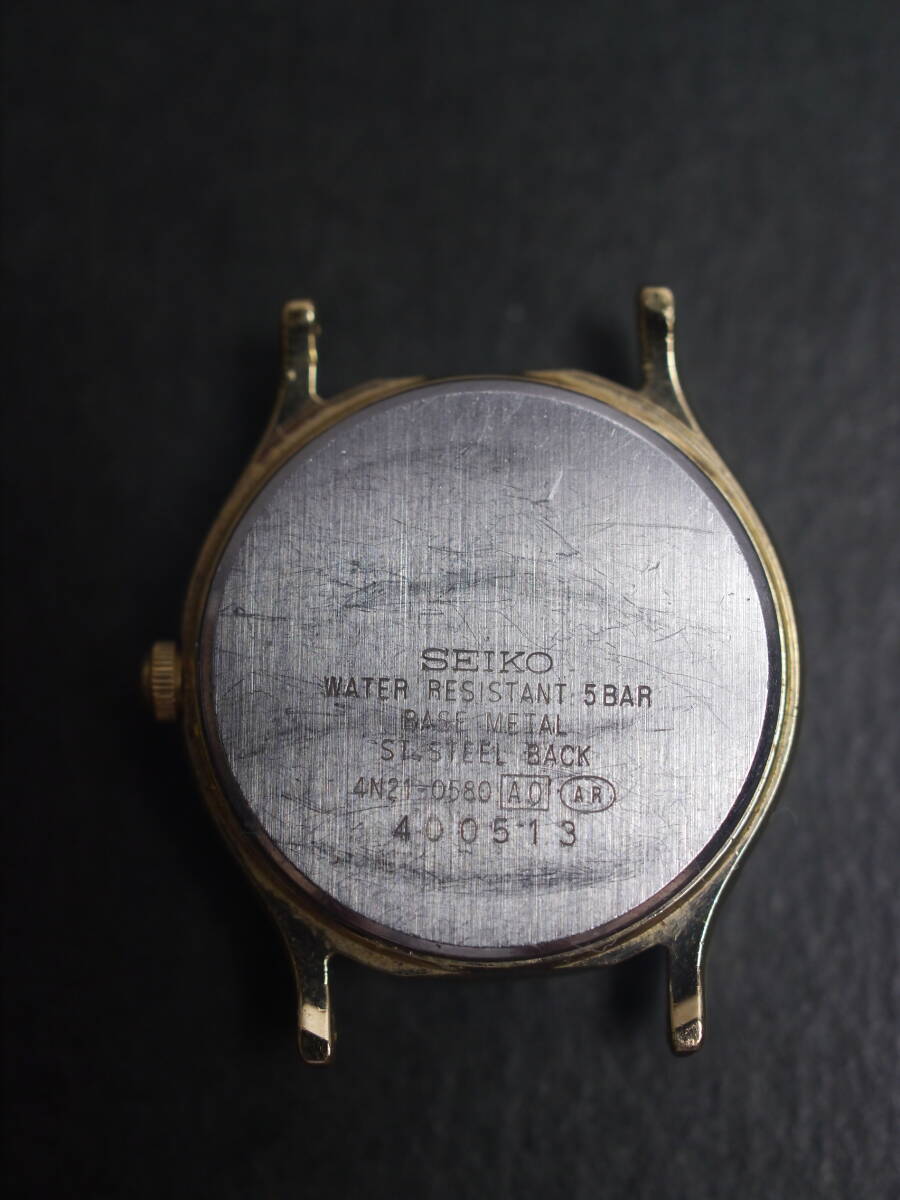 SEIKO
WATER RESISTANT 5BAR
BASE METAL
ST.STEEL BACK
4N21-0580 A0 AR
400513